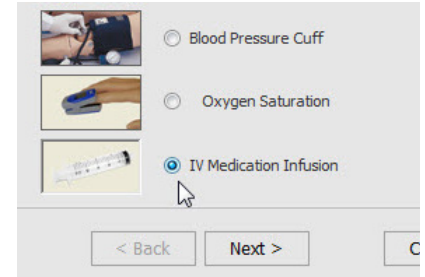 Blood Pressure Cuff
Oxygen Saturation
IV Medication Infusion
< Back Next >